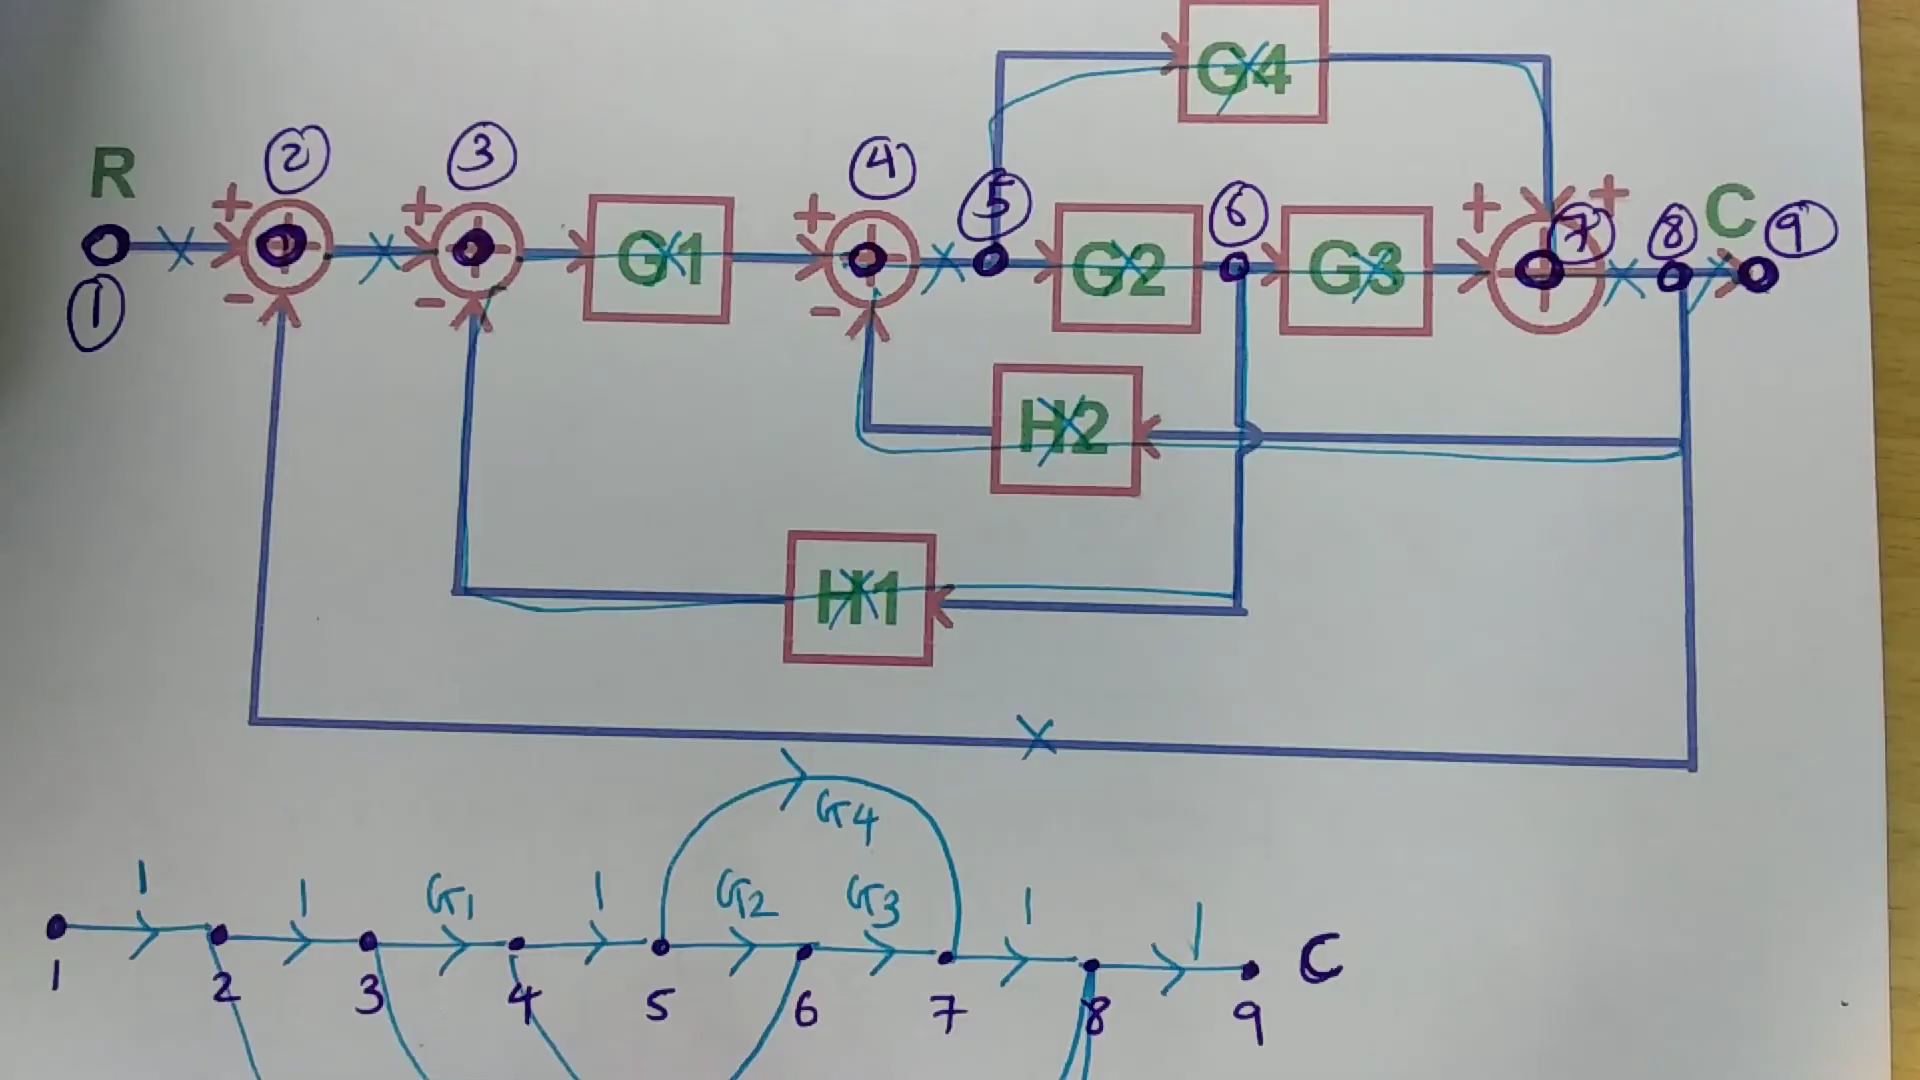 G4
R + ② + ③ + ④ ⑤ ⑥ + ⑦ + ⑧ C ⑨
G1 G2 G3
① - - -
H2
H1
G4
1 1 G1 1 G2 G3 1 1 C
1 2 3 4 5 6 7 8 9